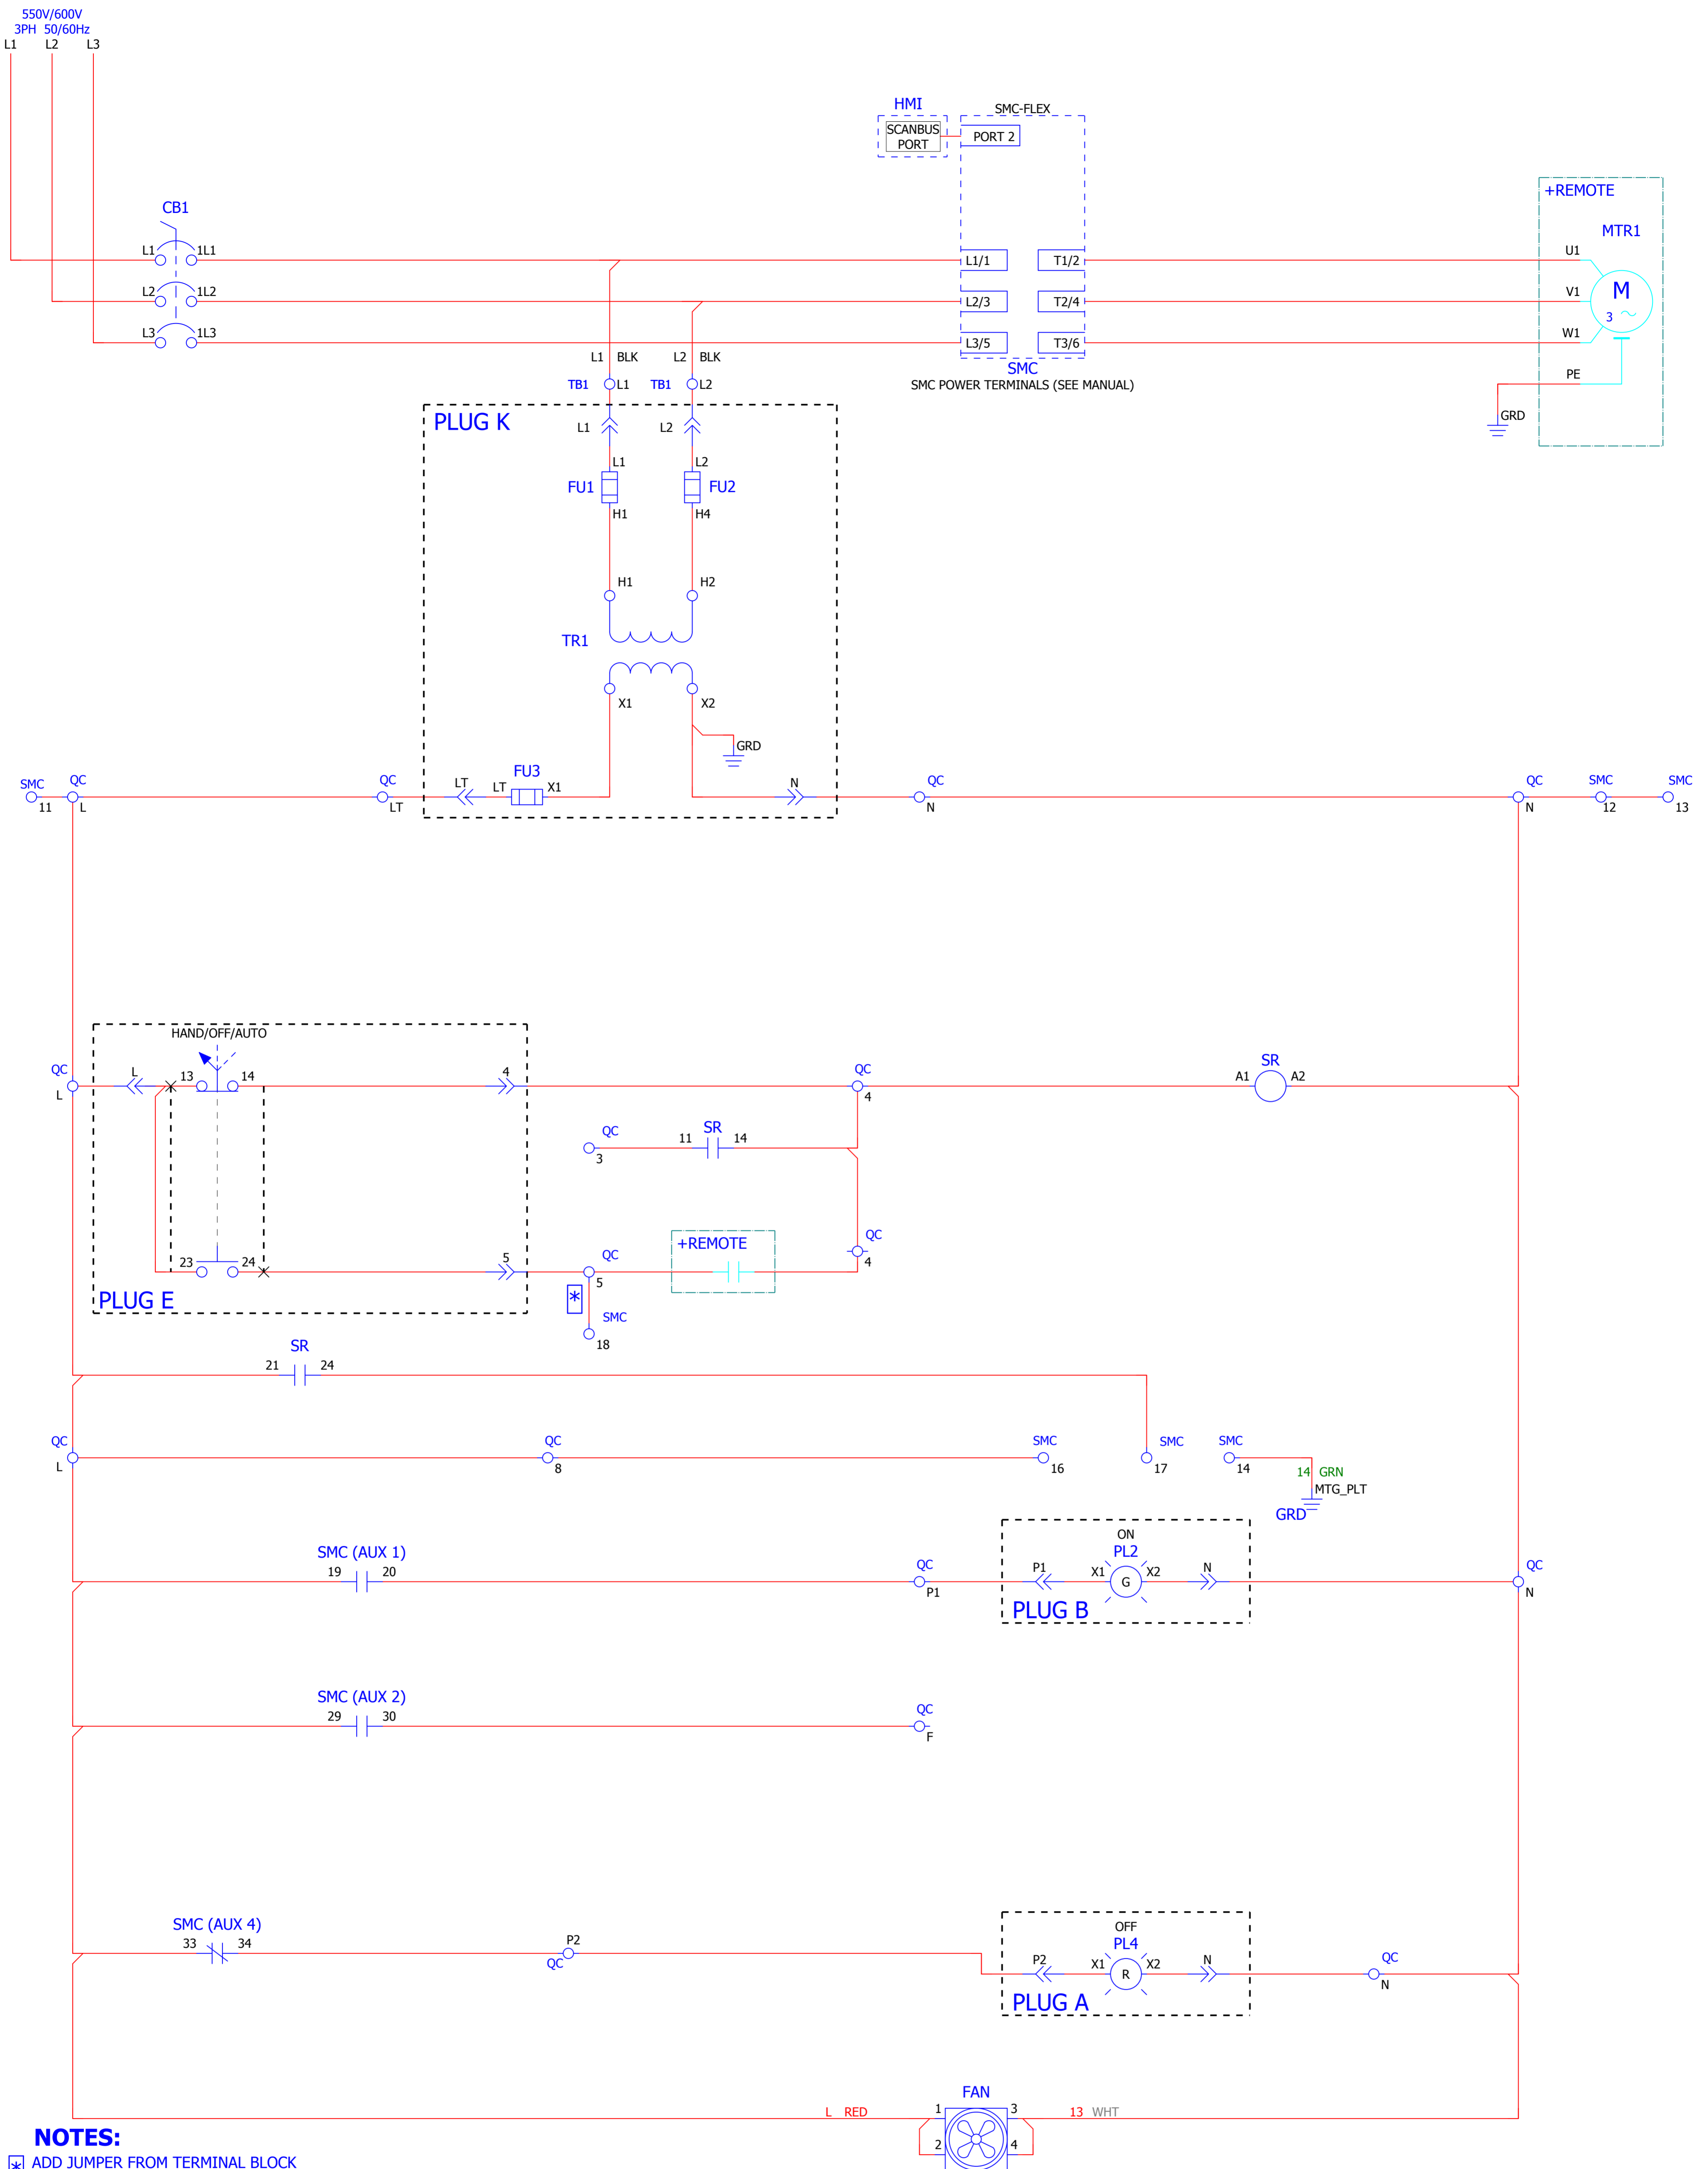 550V/600V
3PH 50/60Hz
L1 L2 L3
HMI
SMC-FLEX
SCANBUS
PORT
PORT 2
+REMOTE
CB1
MTR1
L1 1L1
L1/1 T1/2
U1
L2 1L2
L2/3 T2/4
V1
M
3
L3 1L3
L3/5 T3/6
W1
L1 BLK L2 BLK
SMC
PE
TB1 L1 TB1 L2
SMC POWER TERMINALS (SEE MANUAL)
PLUG K
L1 L2
GRD
L1 L2
FU1 FU2
H1 H4
H1 H2
TR1
X1 X2
GRD
FU3
SMC QC QC LT LT X1 N QC QC SMC SMC
11 L LT N N 12 13
HAND/OFF/AUTO
QC L 13 14 4 QC SR
A1 A2
L 4
QC 11 SR 14
3
QC
+REMOTE
23 24 5 QC 4
5
PLUG E
*
SMC
18
SR
21 24
QC QC SMC SMC SMC
L 8 16 17 14
14 GRN
MTG_PLT
GRD
ON
SMC (AUX 1) PL2
19 20 QC P1 X1 G X2 N QC
P1 N
PLUG B
SMC (AUX 2)
29 30 QC
F
SMC (AUX 4) OFF
33 34 P2 PL4
QC P2 X1 R X2 N QC
N
PLUG A
FAN
L RED 1 3 13 WHT
2 4
NOTES:
* ADD JUMPER FROM TERMINAL BLOCK